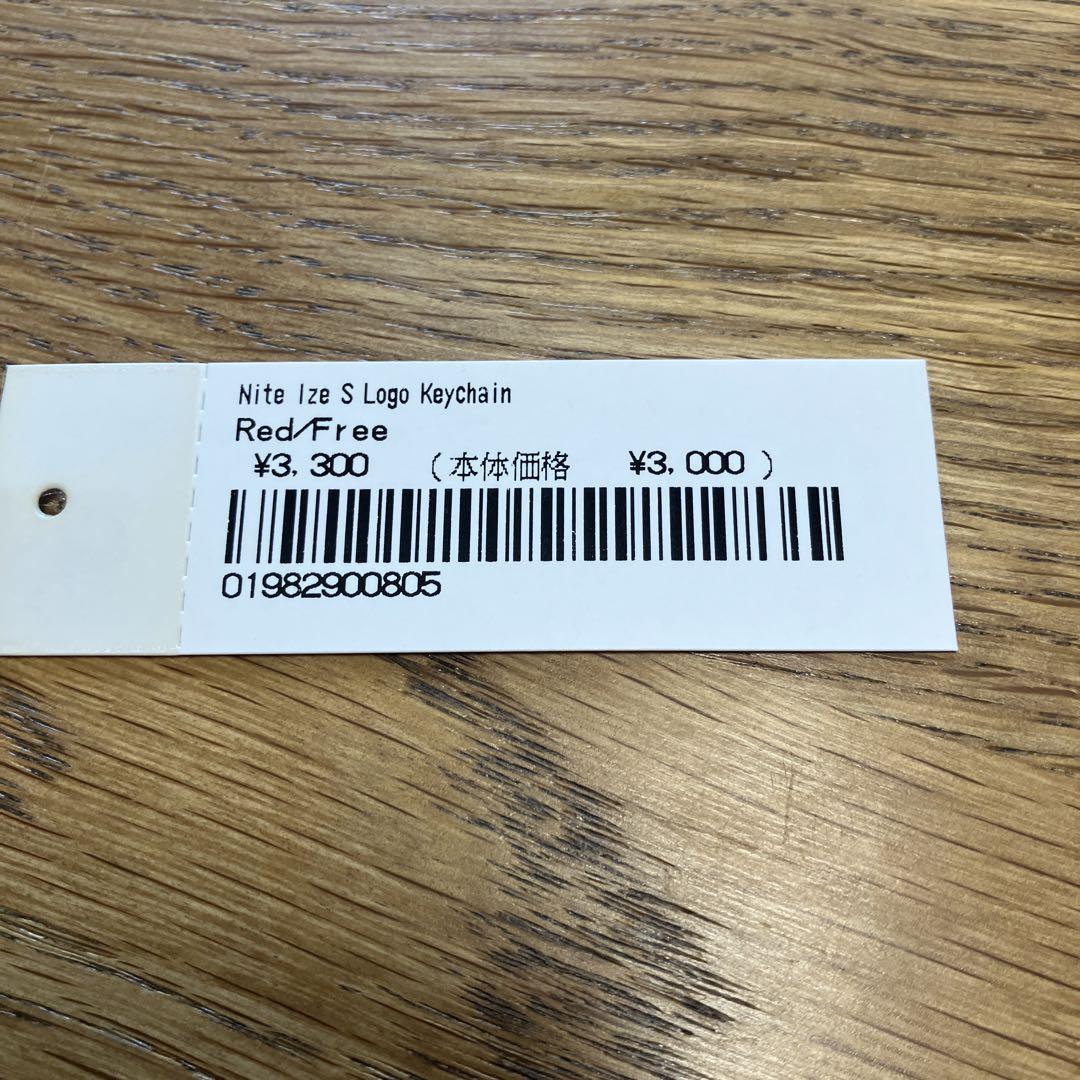 Nite Ize S Logo Keychain
Red/Free
¥3,300 (本体価格 ¥3,000)
01982900805